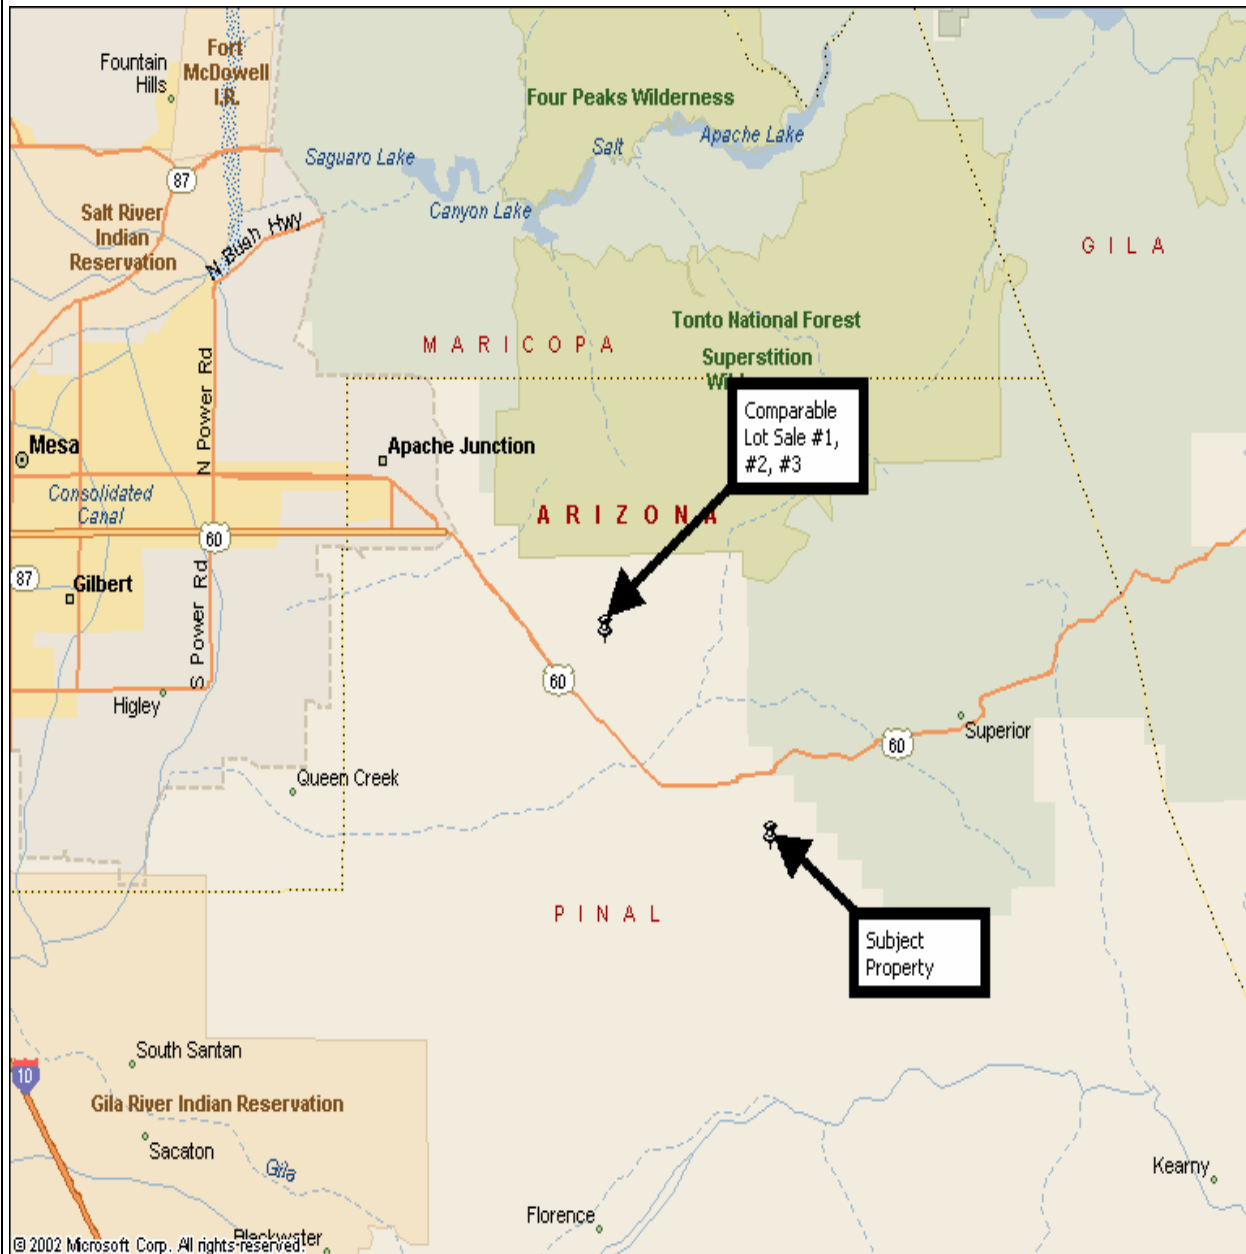 Fountain
Hills
Fort
McDowell
I.R.
Four Peaks Wilderness
Salt
Apache Lake
Saguaro Lake
Canyon Lake
87
Salt River
Indian
Reservation
N Bush Hwy
G I L A
Tonto National Forest
Superstition
M A R I C O P A
N Power Rd
Comparable
Lot Sale #1,
#2, #3
Mesa
Apache Junction
Consolidated
Canal
A R I Z O N A
60
87
Gilbert
S Power Rd
60
Higley
Superior
60
Queen Creek
P I N A L
Subject
Property
South Santan
10
Gila River Indian Reservation
Sacaton
Gila
Kearny
Florence
Blackwater
© 2002 Microsoft Corp. All rights reserved.